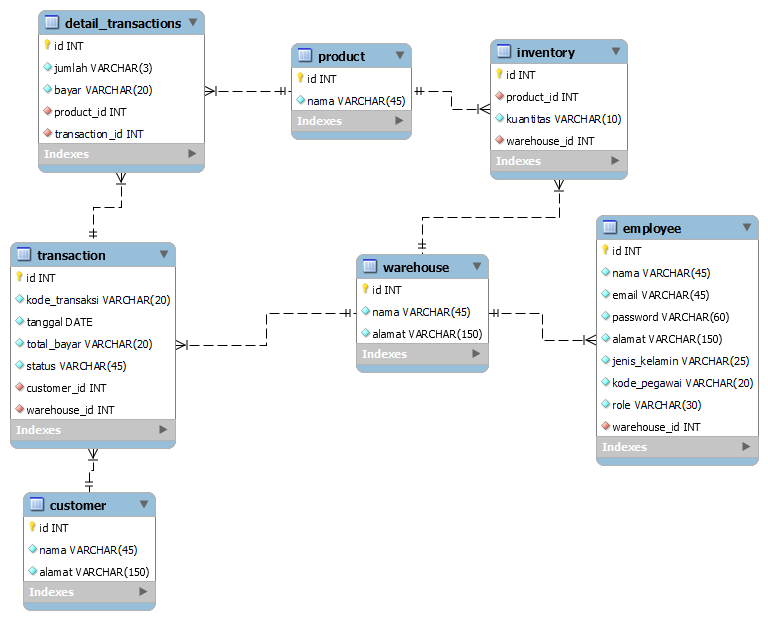 detail_transactions
id INT
jumlah VARCHAR(3)
bayar VARCHAR(20)
product_id INT
transaction_id INT
Indexes
product
id INT
nama VARCHAR(45)
Indexes
inventory
id INT
product_id INT
kuantitas VARCHAR(10)
warehouse_id INT
Indexes
transaction
id INT
kode_transaksi VARCHAR(20)
tanggal DATE
total_bayar VARCHAR(20)
status VARCHAR(45)
customer_id INT
warehouse_id INT
Indexes
warehouse
id INT
nama VARCHAR(45)
alamat VARCHAR(150)
Indexes
employee
id INT
nama VARCHAR(45)
email VARCHAR(45)
password VARCHAR(60)
alamat VARCHAR(150)
jenis_kelamin VARCHAR(25)
kode_pegawai VARCHAR(20)
role VARCHAR(30)
warehouse_id INT
Indexes
customer
id INT
nama VARCHAR(45)
alamat VARCHAR(150)
Indexes